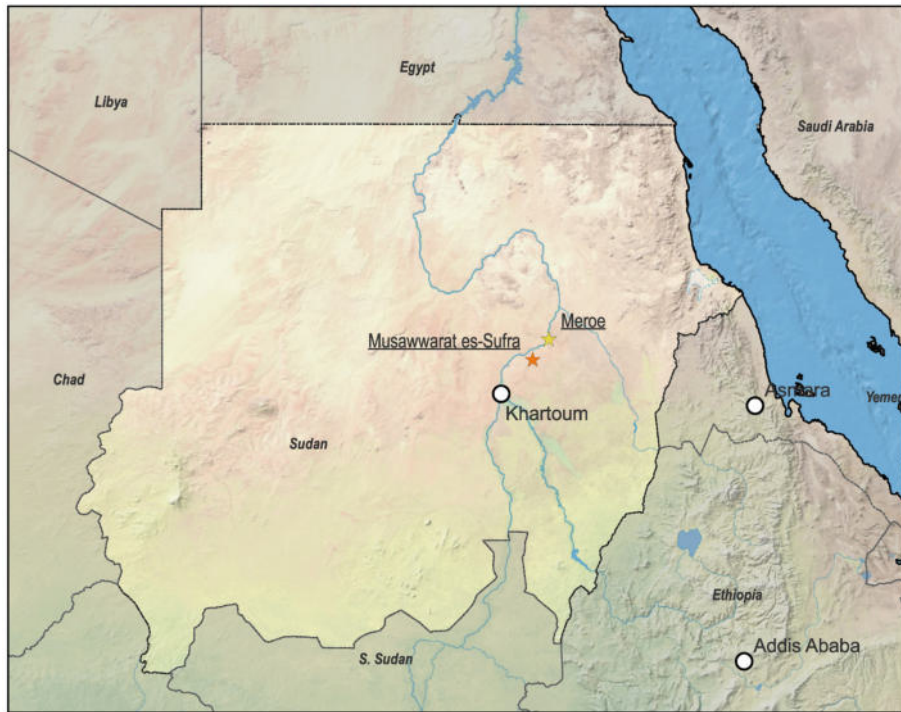 Egypt
Libya
Saudi Arabia
Meroe
Musawwarat es-Sufra
Chad
Asmara
Yemen
Khartoum
Sudan
Ethiopia
S. Sudan
Addis Ababa